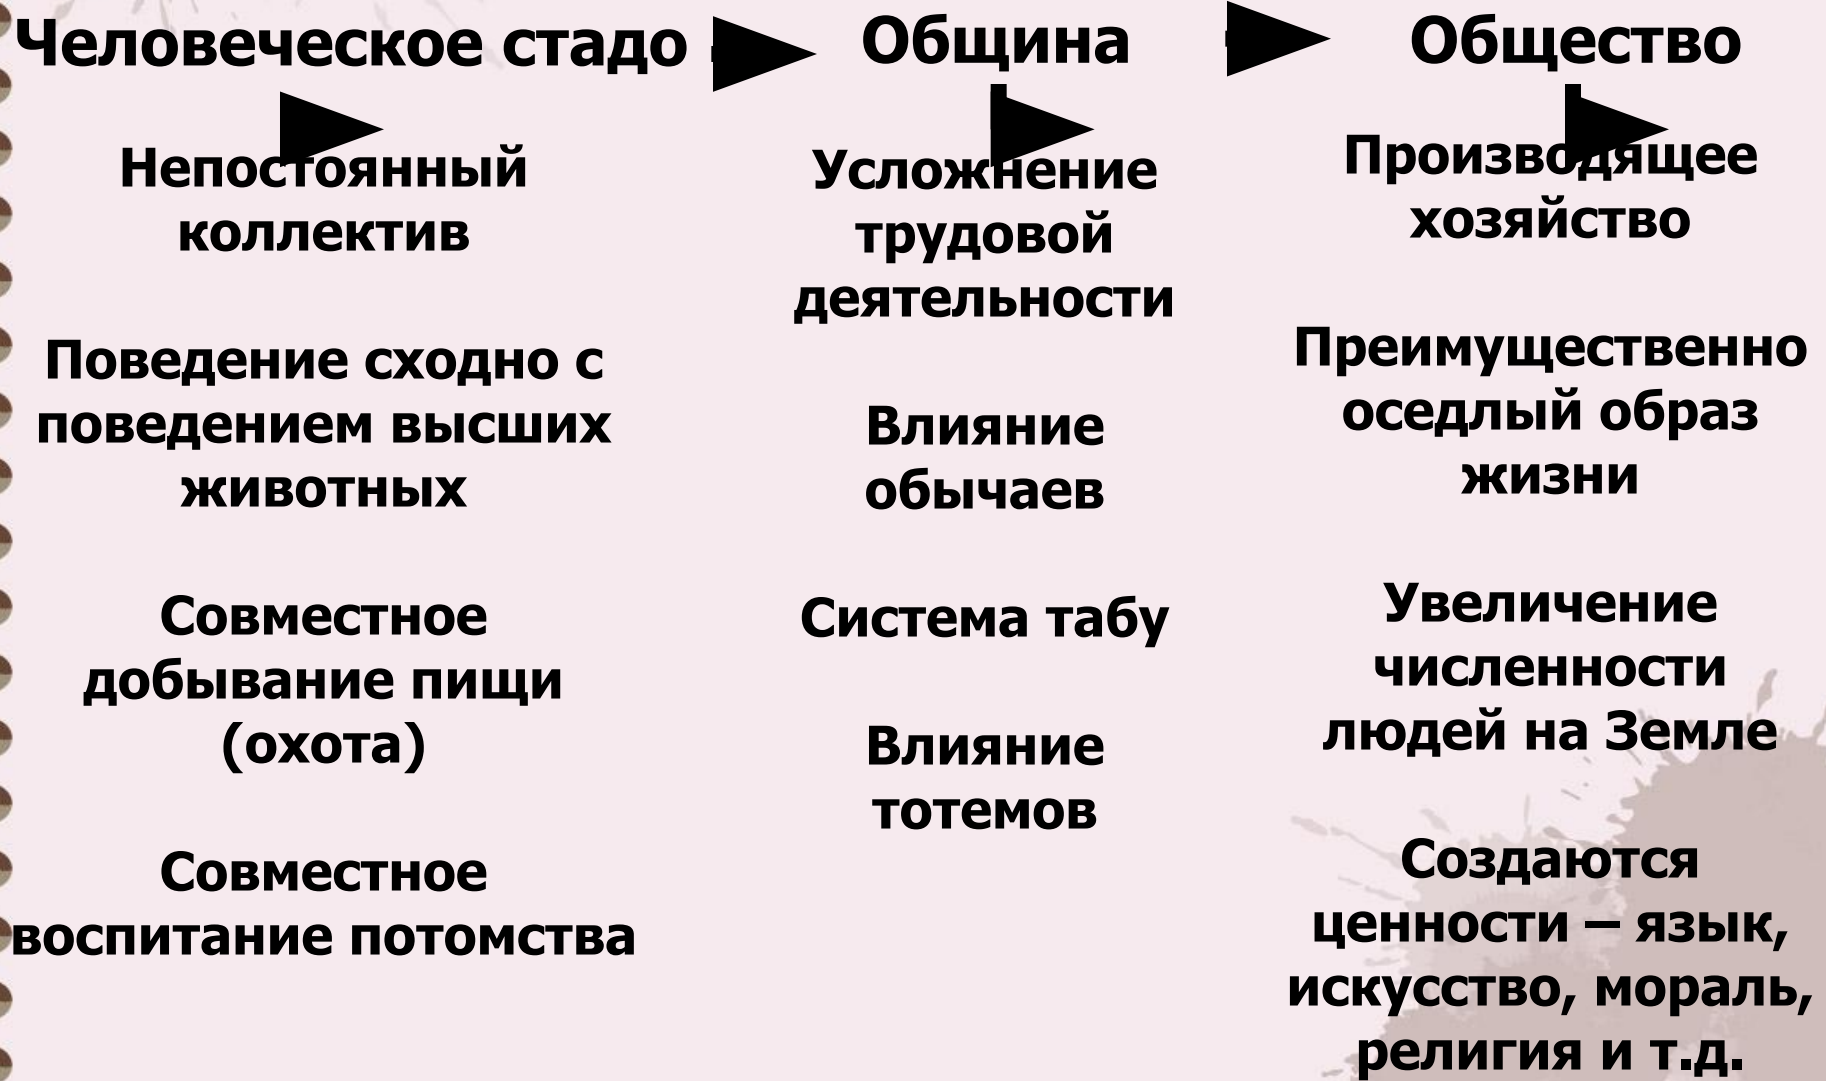 Человеческое стадо
Непостоянный
коллектив
Поведение сходно с
поведением высших
животных
Совместное
добывание пищи
(охота)
Совместное
воспитание потомства
Община
Усложнение
трудовой
деятельности
Влияние
обычаев
Система табу
Влияние
тотемов
Общество
Производящее
хозяйство
Преимущественно
оседлый образ
жизни
Увеличение
численности
людей на Земле
Создаются
ценности – язык,
искусство, мораль,
религия и т.д.